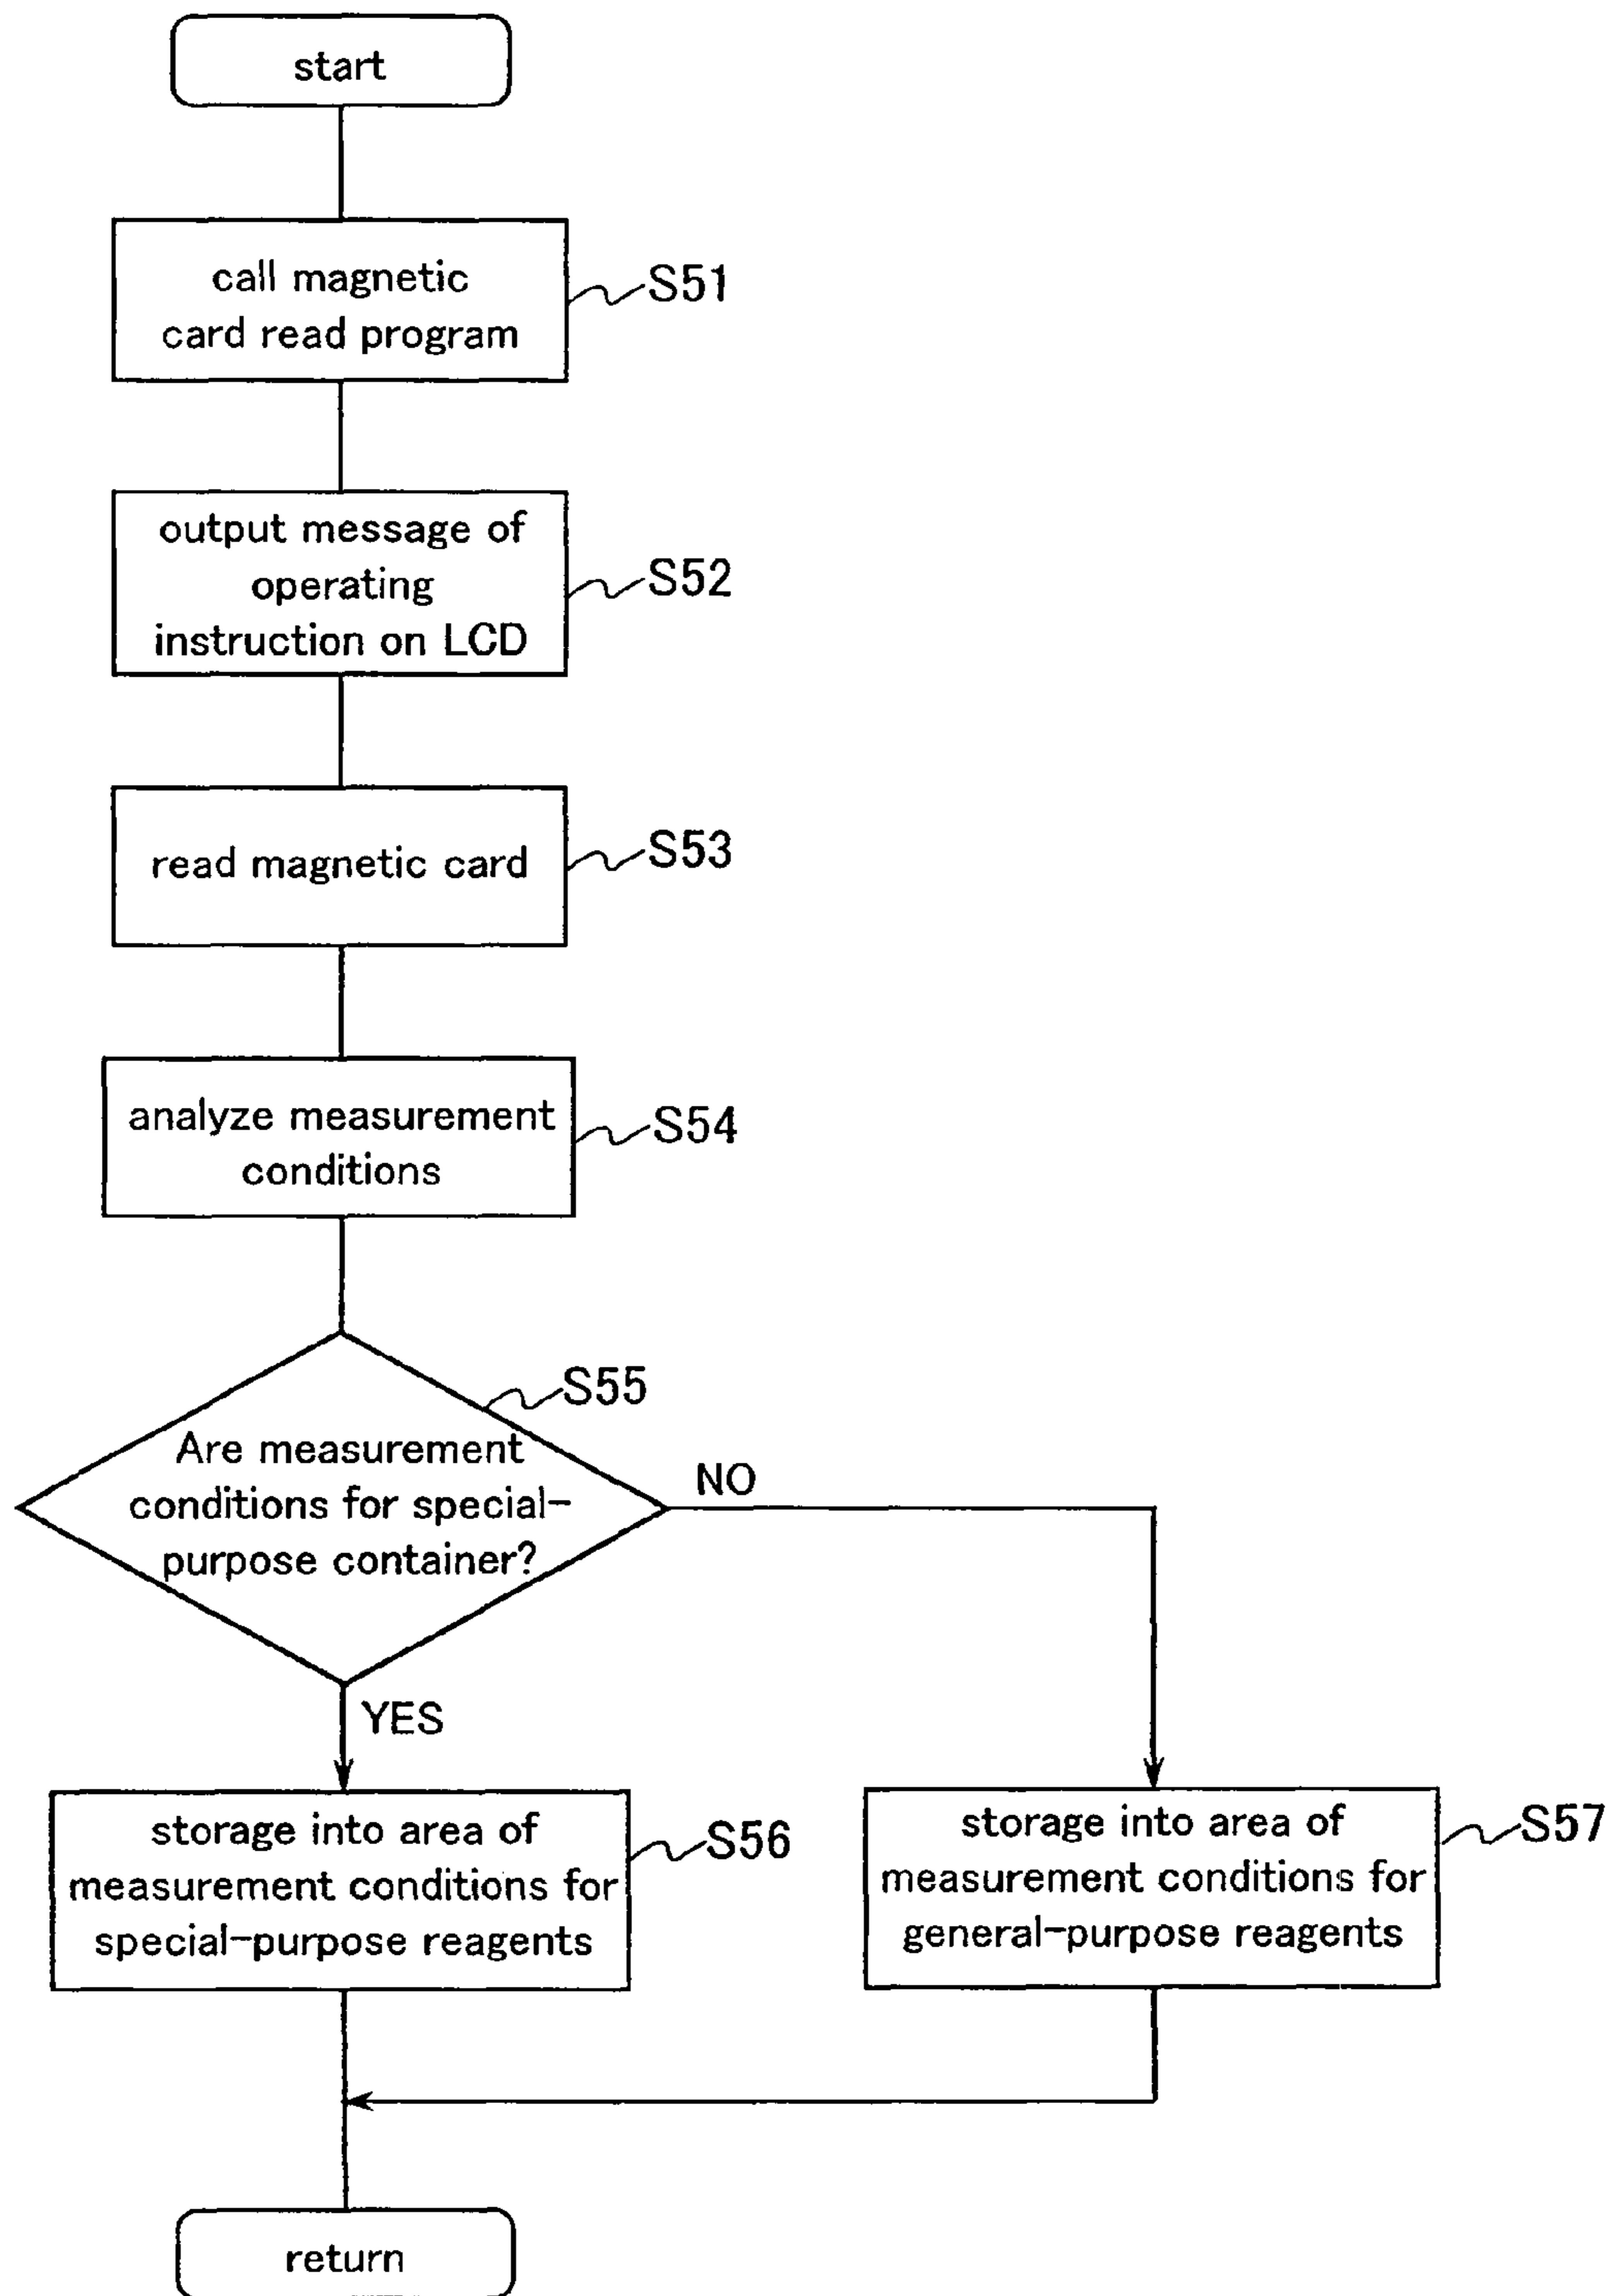 start
call magnetic
card read program
S51
output message of
operating
instruction on LCD
S52
read magnetic card
S53
analyze measurement
conditions
S54
S55
Are measurement
conditions for special-
purpose container?
NO
YES
storage into area of
measurement conditions for
special-purpose reagents
S56
storage into area of
measurement conditions for
general-purpose reagents
S57
return